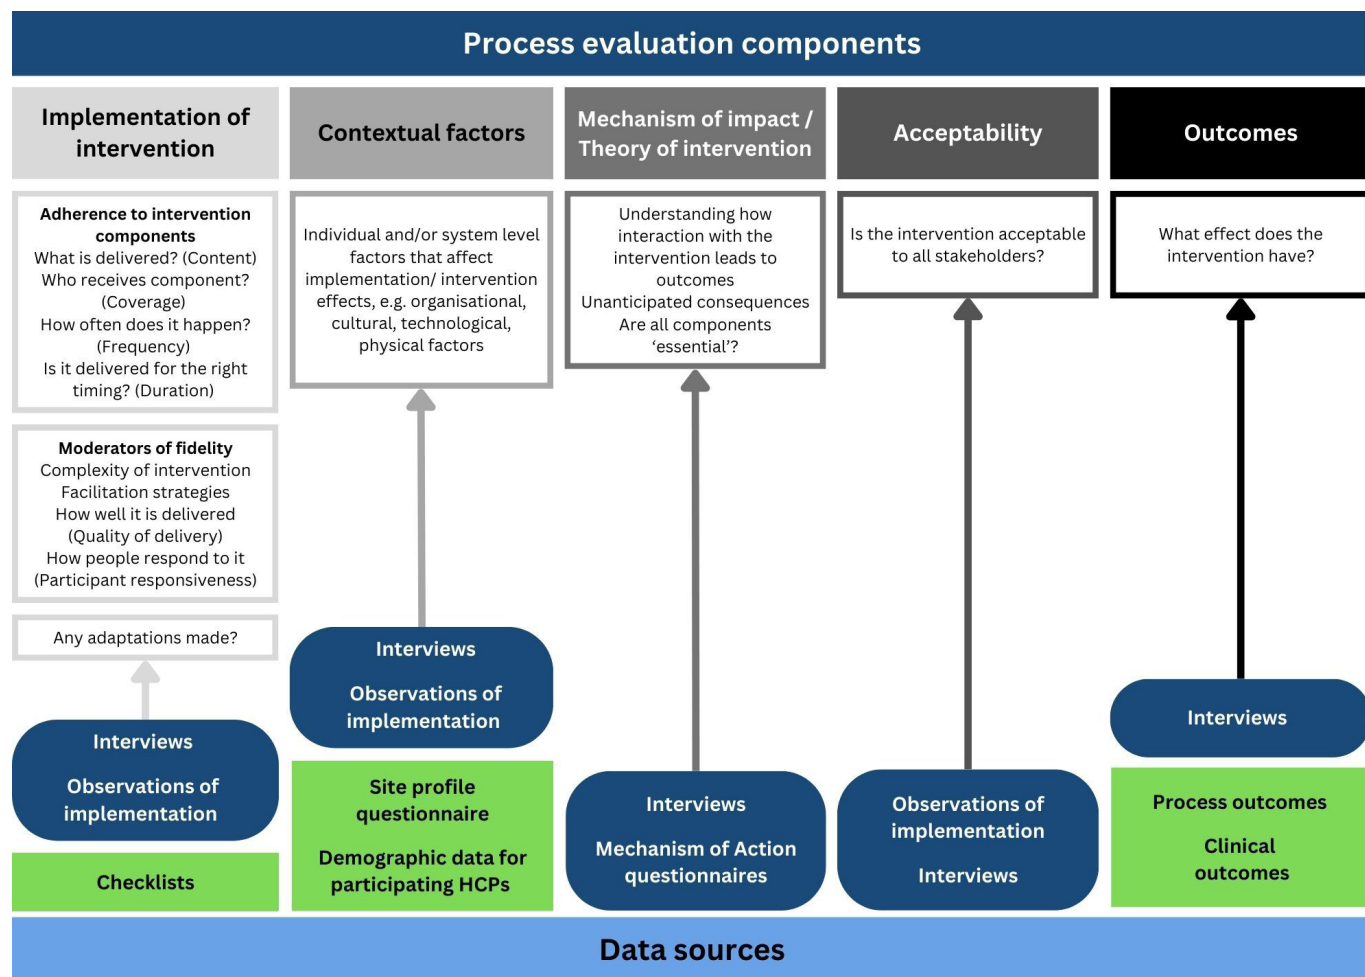 Process evaluation components
Implementation of
intervention
Adherence to intervention
components
What is delivered? (Content)
Who receives component?
(Coverage)
How often does it happen?
(Frequency)
Is it delivered for the right
timing? (Duration)
Moderators of fidelity
Complexity of intervention
Facilitation strategies
How well it is delivered
(Quality of delivery)
How people respond to it
(Participant responsiveness)
Any adaptations made?
Interviews
Observations of
implementation
Checklists
Contextual factors
Individual and/or system level
factors that affect
implementation/ intervention
effects, e.g. organisational,
cultural, technological,
physical factors
Interviews
Observations of
implementation
Site profile
questionnaire
Demographic data for
participating HCPs
Mechanism of impact /
Theory of intervention
Understanding how
interaction with the
intervention leads to
outcomes
Unanticipated consequences
Are all components
‘essential’?
Interviews
Mechanism of Action
questionnaires
Acceptability
Is the intervention acceptable
to all stakeholders?
Observations of
implementation
Interviews
Outcomes
What effect does the
intervention have?
Interviews
Process outcomes
Clinical
outcomes
Data sources